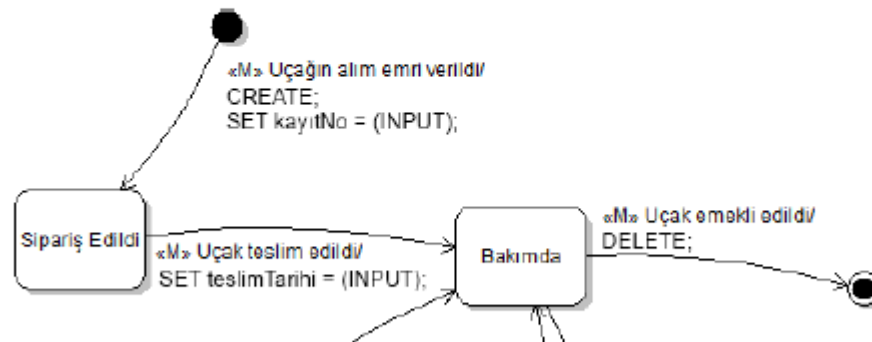 «M» Uçağın alım emri verildi/
CREATE;
SET kayıtNo = (INPUT);
Sipariş Edildi
«M» Uçak teslim edildi/
SET teslimTarihi = (INPUT);
Bakımda
«M» Uçak emekli edildi/
DELETE;